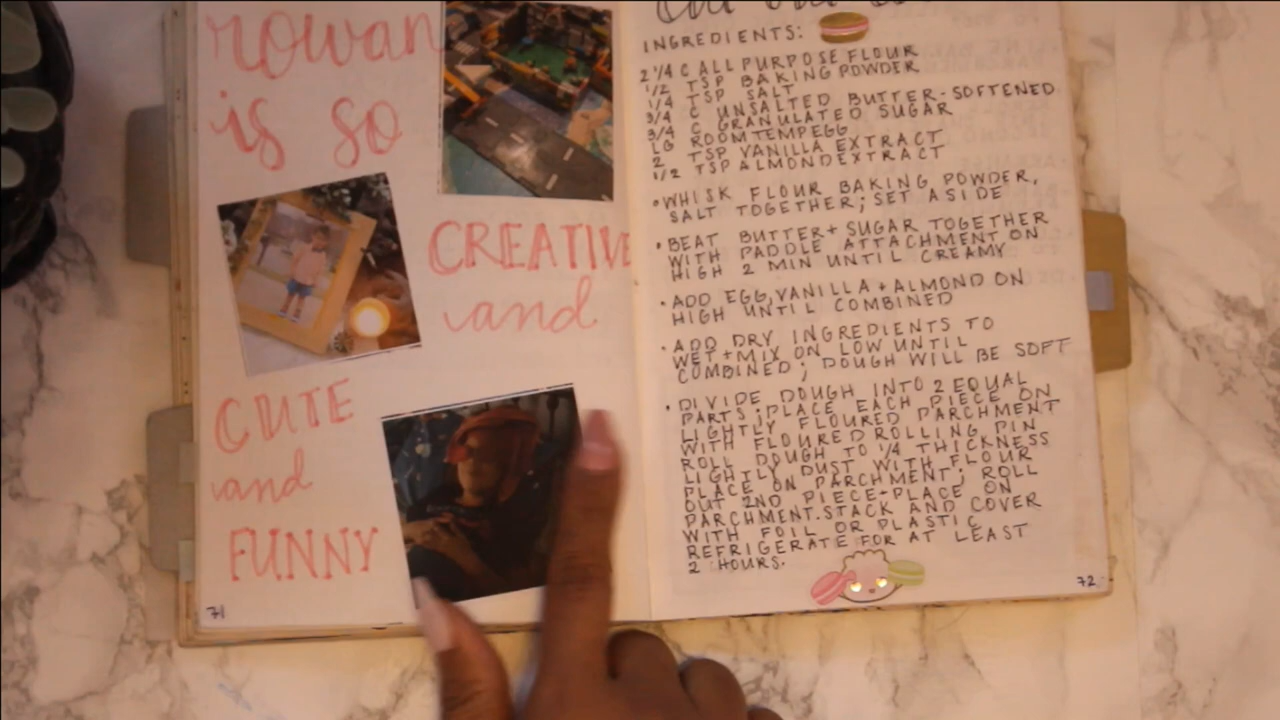 rowan
is so
CREATIVE
and
CUTE
and
FUNNY
71
INGREDIENTS:
2 1/4 C ALL PURPOSE FLOUR
1/2 TSP BAKING POWDER
1/4 TSP SALT
3/4 C UNSALTED BUTTER-SOFTENED
3/4 C GRANULATED SUGAR
LG ROOM TEMP EGG
2 TSP VANILLA EXTRACT
1/2 TSP ALMOND EXTRACT
• WHISK FLOUR BAKING POWDER,
SALT TOGETHER; SET ASIDE
• BEAT BUTTER + SUGAR TOGETHER
WITH PADDLE ATTACHMENT ON
HIGH 2 MIN UNTIL CREAMY
• ADD EGG, VANILLA + ALMOND ON
HIGH UNTIL COMBINED
• ADD DRY INGREDIENTS TO
WET + MIX ON LOW UNTIL
COMBINED; DOUGH WILL BE SOFT
• DIVIDE DOUGH INTO 2 EQUAL
PARTS; PLACE EACH PIECE ON
LIGHTLY FLOURED PARCHMENT
WITH FLOURED ROLLING PIN
ROLL DOUGH TO 1/4 THICKNESS
LIGHTLY DUST WITH FLOUR
PLACE ON PARCHMENT; ROLL
OUT 2ND PIECE-PLACE ON
PARCHMENT. STACK AND COVER
WITH FOIL OR PLASTIC
REFRIGERATE FOR AT LEAST
2 HOURS.
72